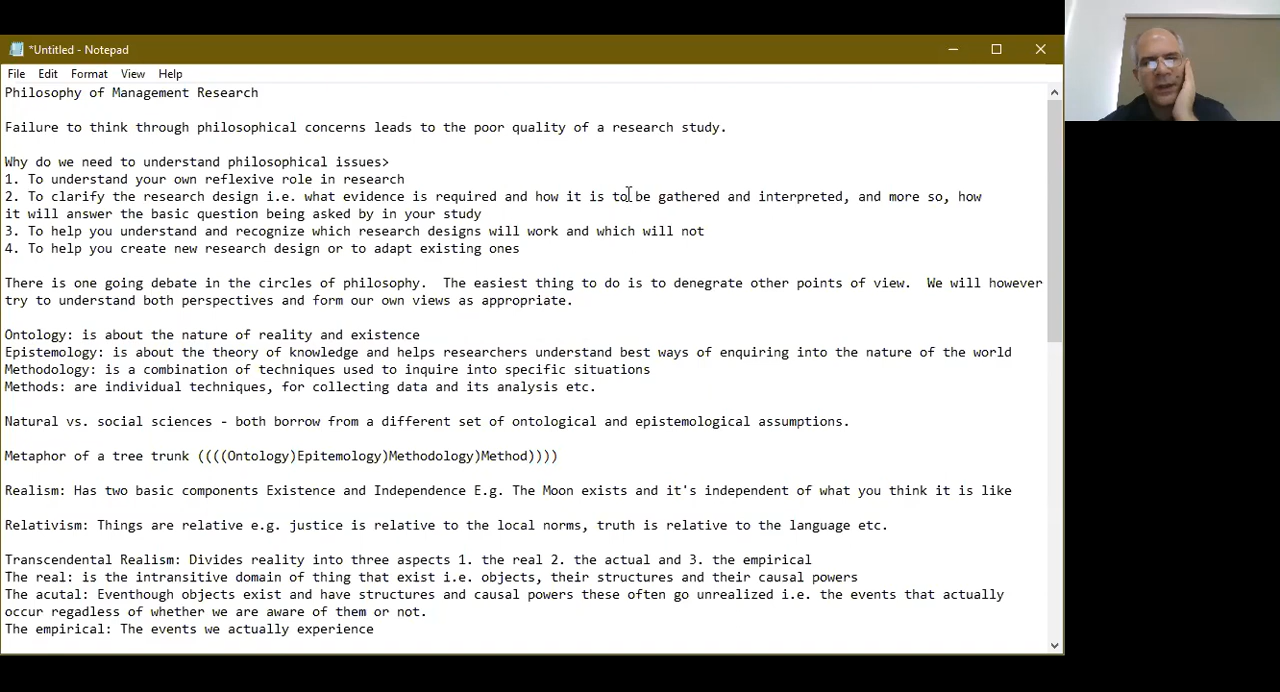 *Untitled - Notepad
File Edit Format View Help
Philosophy of Management Research
Failure to think through philosophical concerns leads to the poor quality of a research study.
Why do we need to understand philosophical issues>
1. To understand your own reflexive role in research
2. To clarify the research design i.e. what evidence is required and how it is to be gathered and interpreted, and more so, how
it will answer the basic question being asked by in your study
3. To help you understand and recognize which research designs will work and which will not
4. To help you create new research design or to adapt existing ones
There is one going debate in the circles of philosophy.  The easiest thing to do is to denegrate other points of view.  We will however
try to understand both perspectives and form our own views as appropriate.
Ontology: is about the nature of reality and existence
Epistemology: is about the theory of knowledge and helps researchers understand best ways of enquiring into the nature of the world
Methodology: is a combination of techniques used to inquire into specific situations
Methods: are individual techniques, for collecting data and its analysis etc.
Natural vs. social sciences - both borrow from a different set of ontological and epistemological assumptions.
Metaphor of a tree trunk ((((Ontology)Epitemology)Methodology)Method))))
Realism: Has two basic components Existence and Independence E.g. The Moon exists and it's independent of what you think it is like
Relativism: Things are relative e.g. justice is relative to the local norms, truth is relative to the language etc.
Transcendental Realism: Divides reality into three aspects 1. the real 2. the actual and 3. the empirical
The real: is the intransitive domain of thing that exist i.e. objects, their structures and their causal powers
The acutal: Eventhough objects exist and have structures and causal powers these often go unrealized i.e. the events that actually
occur regadless of whether we are aware of them or not.
The empirical: The events we actually experience